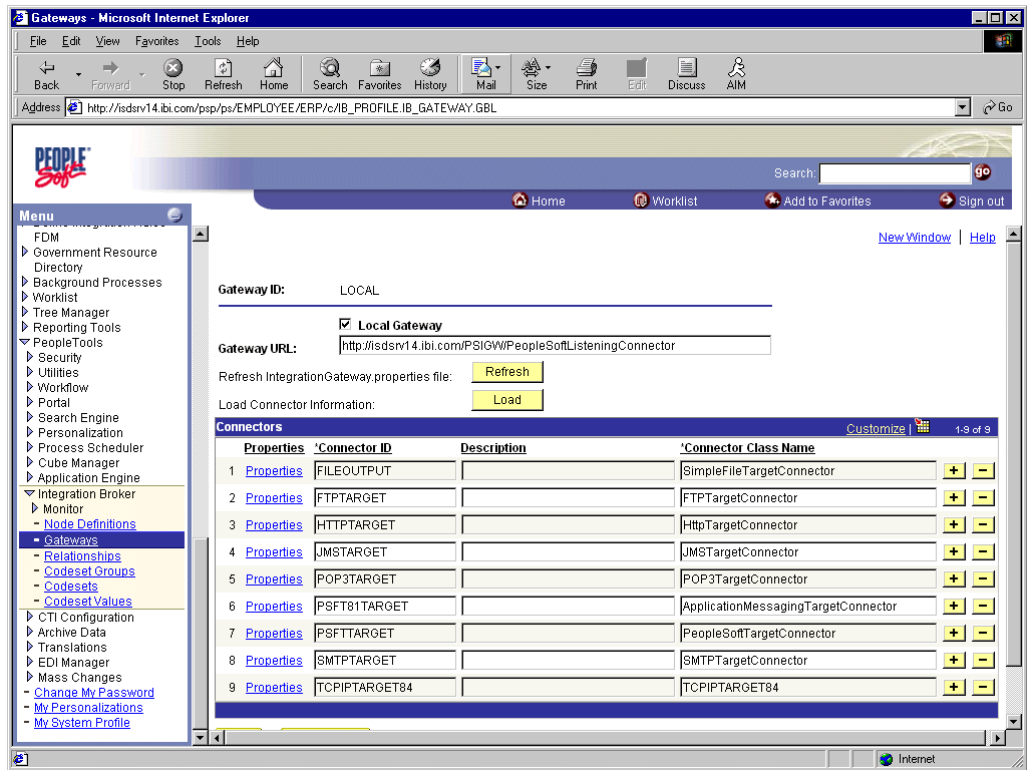 Gateways - Microsoft Internet Explorer
File Edit View Favorites Tools Help
Back Forward Stop Refresh Home Search Favorites History Mail Size Print Edit Discuss AIM
Address http://isdsrv14.ibi.com/psp/ps/EMPLOYEE/ERP/c/IB_PROFILE.IB_GATEWAY.GBL Go
PEOPLE Soft
Search: go
Home Worklist Add to Favorites Sign out
Menu
FDM
Government Resource
Directory
Background Processes
Worklist
Tree Manager
Reporting Tools
PeopleTools
Security
Utilities
Workflow
Portal
Search Engine
Personalization
Process Scheduler
Cube Manager
Application Engine
Integration Broker
Monitor
- Node Definitions
- Gateways
- Relationships
- Codeset Groups
- Codesets
- Codeset Values
CTI Configuration
Archive Data
Translations
EDI Manager
Mass Changes
- Change My Password
- My Personalizations
- My System Profile
New Window | Help
Gateway ID: LOCAL
Local Gateway
Gateway URL: http://isdsrv14.ibi.com/PSIGW/PeopleSoftListeningConnector
Refresh IntegrationGateway.properties file: Refresh
Load Connector Information: Load
Connectors Customize | 1-9 of 9
Properties *Connector ID Description *Connector Class Name
1 Properties FILEOUTPUT SimpleFileTargetConnector + -
2 Properties FTPTARGET FTPTargetConnector + -
3 Properties HTTPTARGET HttpTargetConnector + -
4 Properties JMSTARGET JMSTargetConnector + -
5 Properties POP3TARGET POP3TargetConnector + -
6 Properties PSFT81TARGET ApplicationMessagingTargetConnector + -
7 Properties PSFTTARGET PeopleSoftTargetConnector + -
8 Properties SMTPTARGET SMTPTargetConnector + -
9 Properties TCPIPTARGET84 TCPIPTARGET84 + -
Internet